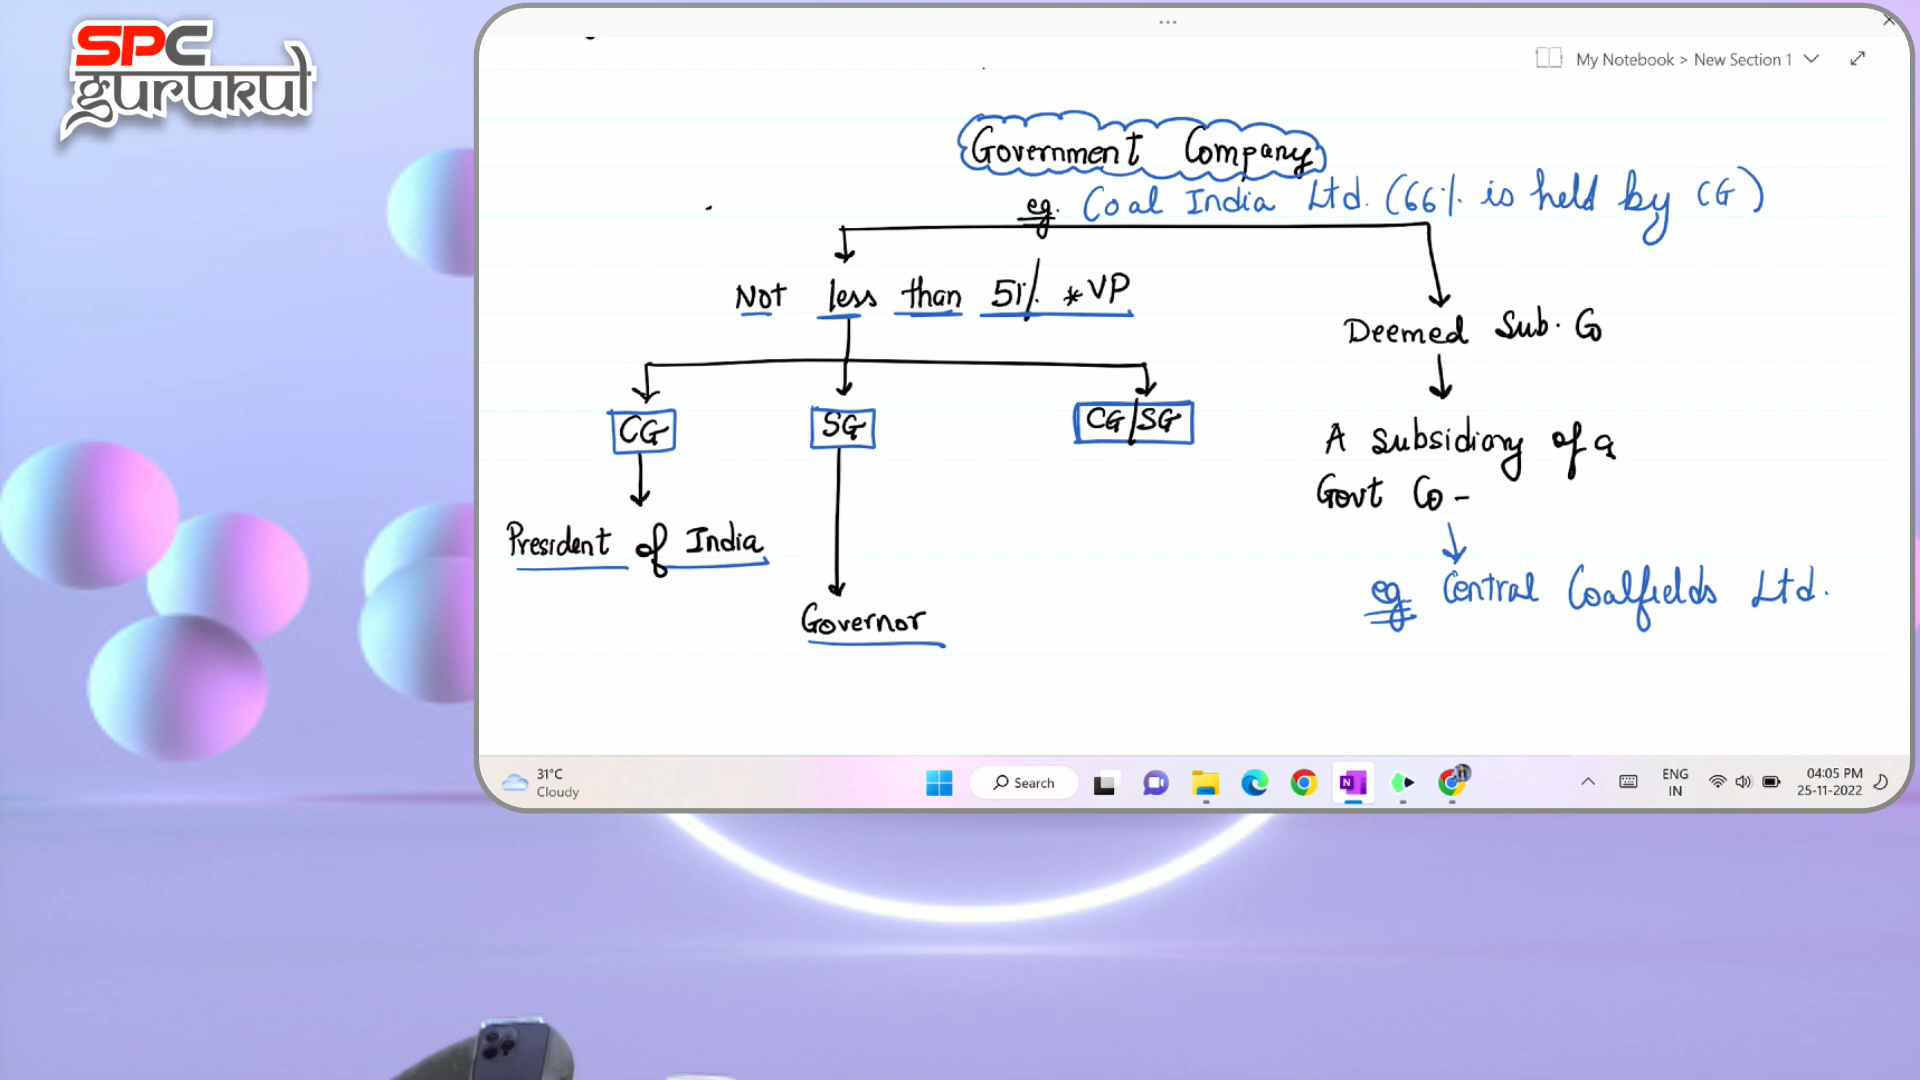 SPC
gurukul
My Notebook > New Section 1
Government Company
eg. Coal India Ltd. (66% is held by CG)
Not less than 51% *VP
Deemed Sub. Co
CG
SG
CG/SG
A subsidiary of a
Govt Co -
President of India
eg Central Coalfields Ltd.
Governor
31°C
Cloudy
Search
ENG
IN
04:05 PM
25-11-2022